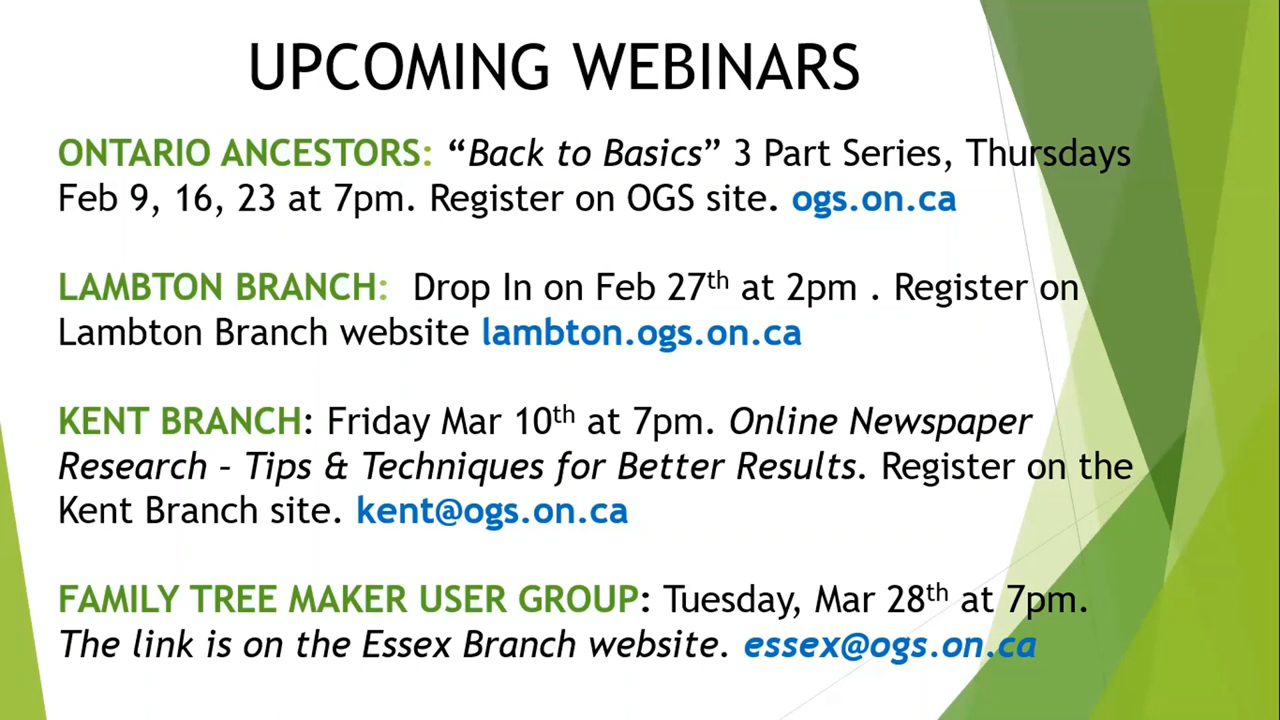 UPCOMING WEBINARS
ONTARIO ANCESTORS: “Back to Basics” 3 Part Series, Thursdays
Feb 9, 16, 23 at 7pm. Register on OGS site. ogs.on.ca
LAMBTON BRANCH: Drop In on Feb 27th at 2pm . Register on
Lambton Branch website lambton.ogs.on.ca
KENT BRANCH: Friday Mar 10th at 7pm. Online Newspaper
Research – Tips & Techniques for Better Results. Register on the
Kent Branch site. kent@ogs.on.ca
FAMILY TREE MAKER USER GROUP: Tuesday, Mar 28th at 7pm.
The link is on the Essex Branch website. essex@ogs.on.ca